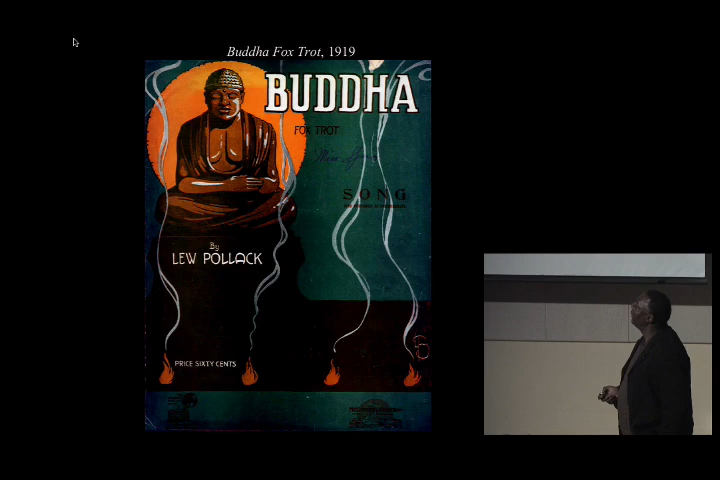 Buddha Fox Trot, 1919
BUDDHA
FOX TROT
SONG
By
LEW POLLACK
PRICE SIXTY CENTS